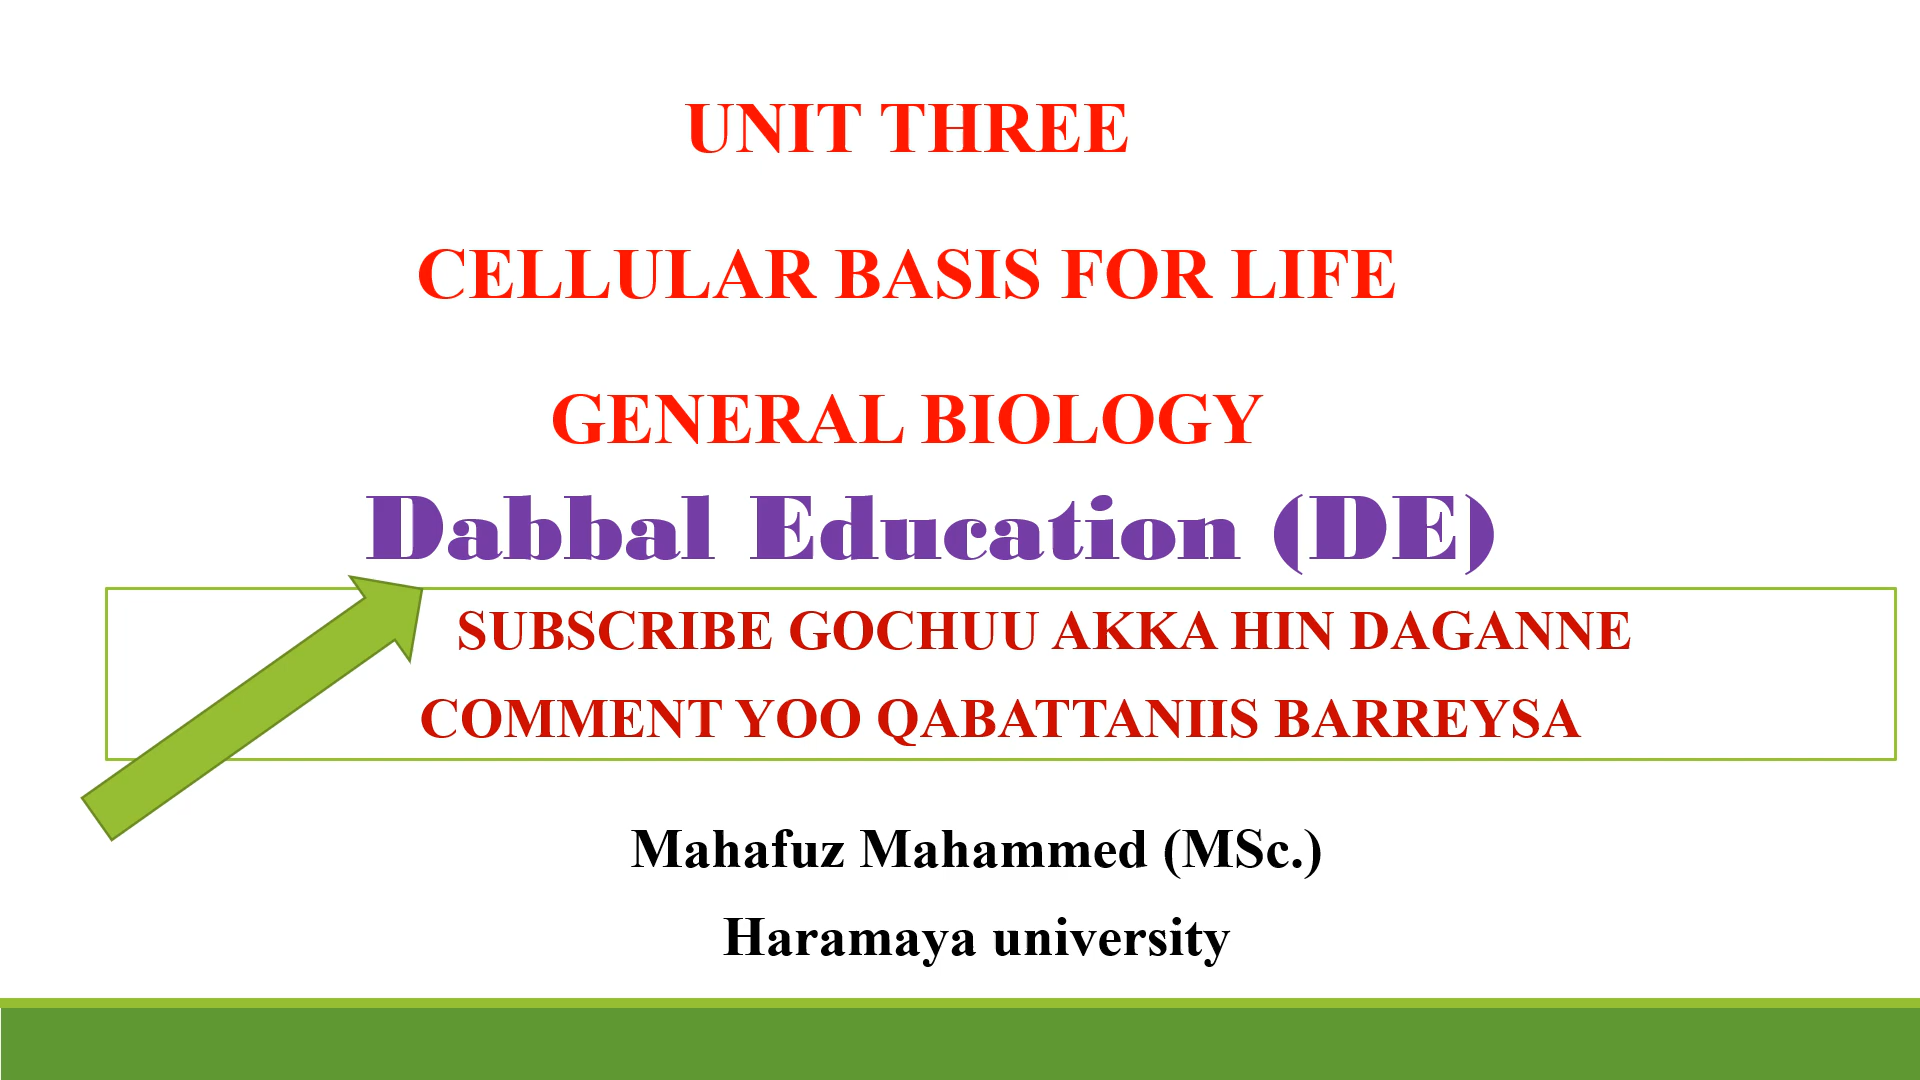 UNIT THREE
CELLULAR BASIS FOR LIFE
GENERAL BIOLOGY
Dabbal Education (DE)
SUBSCRIBE GOCHUU AKKA HIN DAGANNE
COMMENT YOO QABATTANIIS BARREYSA
Mahafuz Mahammed (MSc.)
Haramaya university